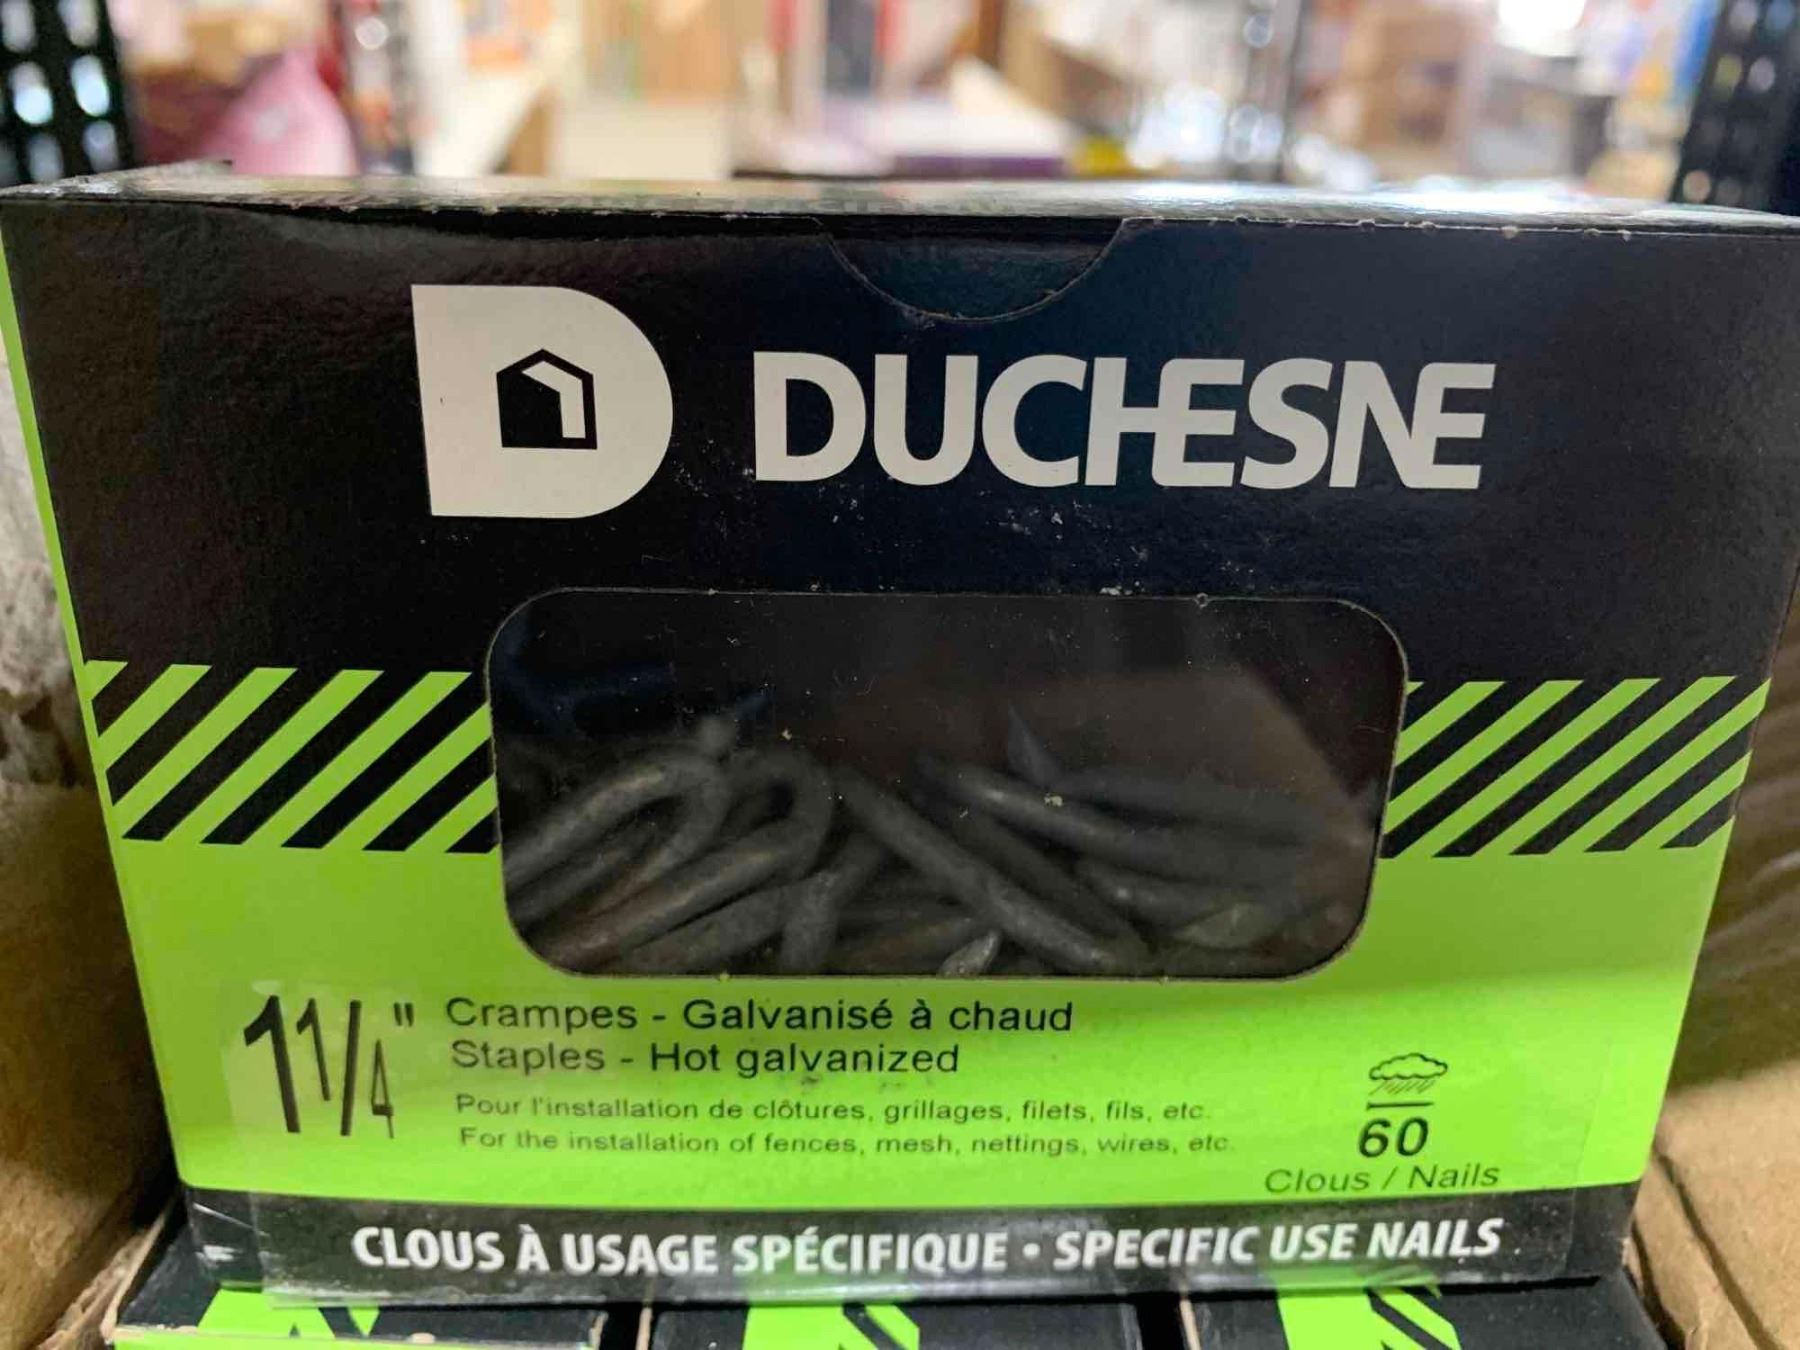 DUCHESNE
1 1/4" Crampes - Galvanisé à chaud
Staples - Hot galvanized
Pour l'installation de clôtures, grillages, filets, fils, etc.
For the installation of fences, mesh, nettings, wires, etc.
60
Clous / Nails
CLOUS À USAGE SPÉCIFIQUE • SPECIFIC USE NAILS